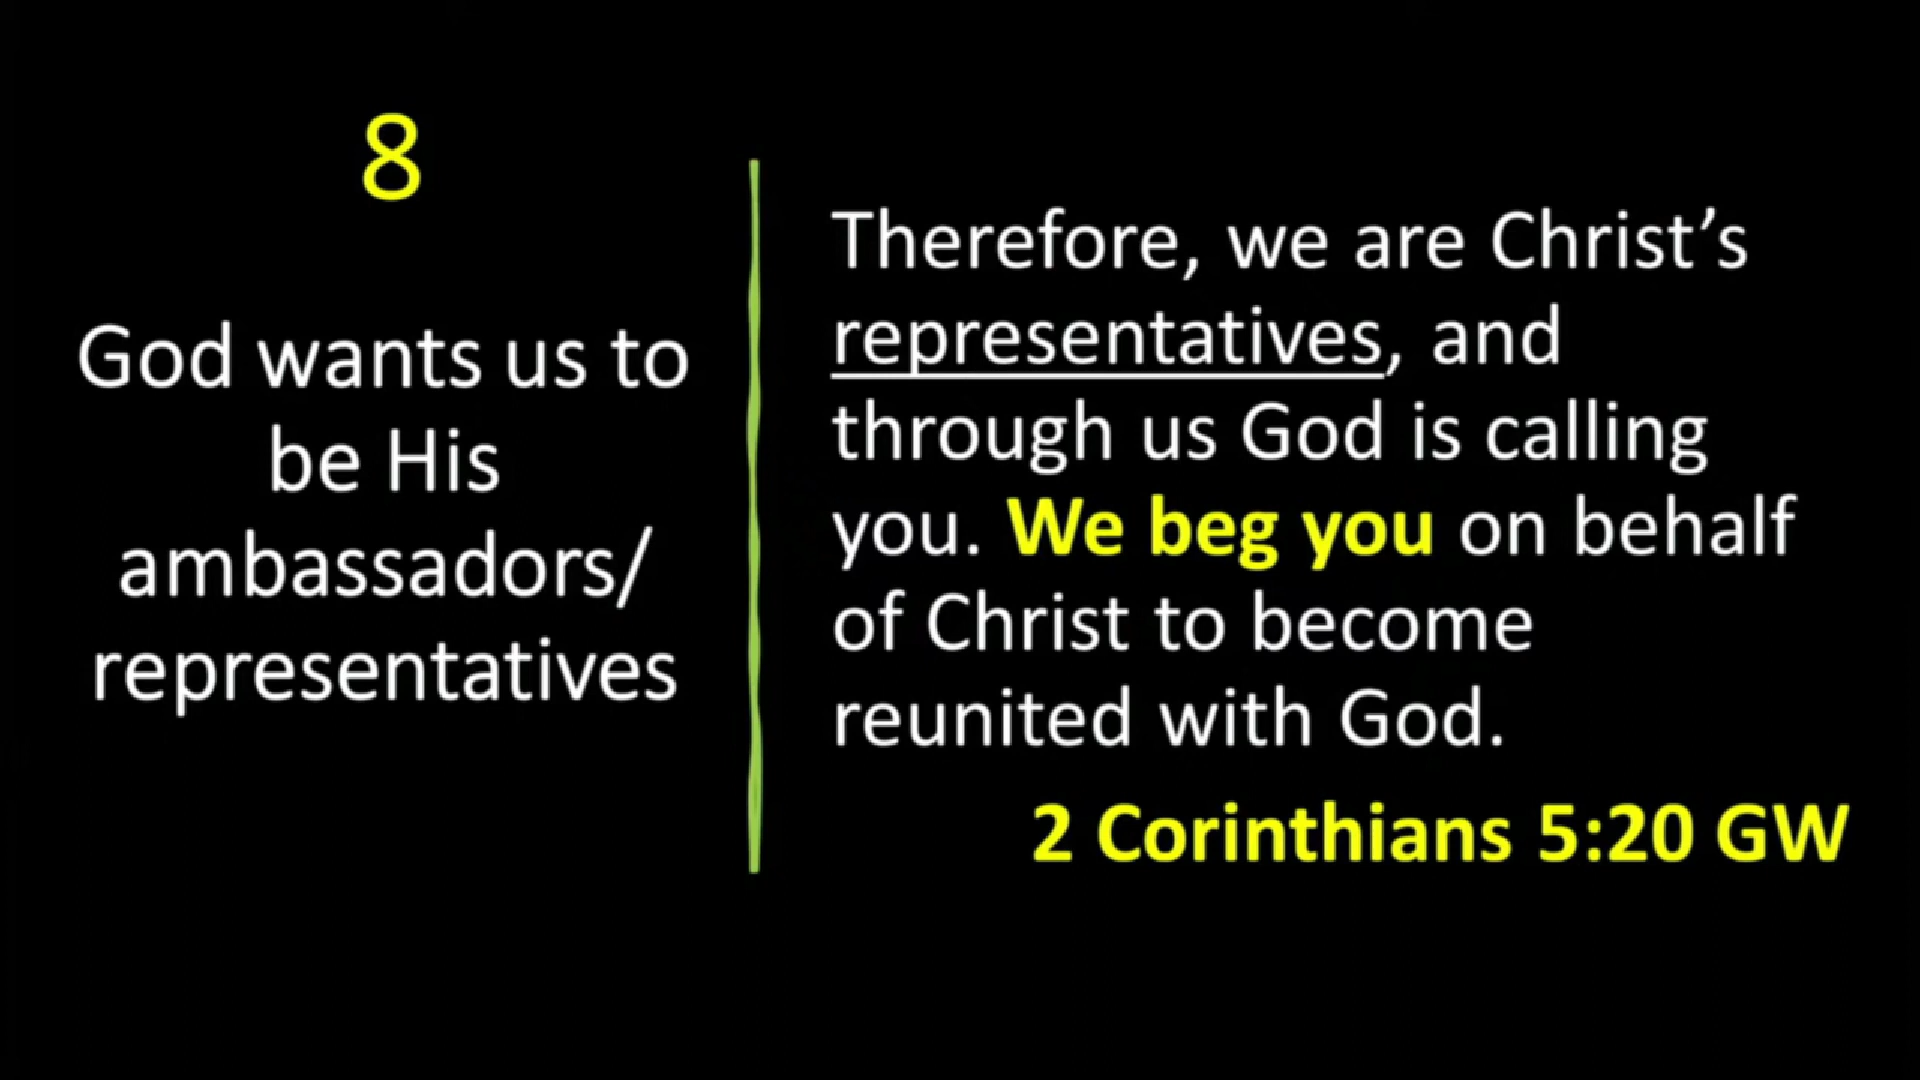 8
God wants us to
be His
ambassadors/
representatives
Therefore, we are Christ’s
representatives, and
through us God is calling
you. We beg you on behalf
of Christ to become
reunited with God.
2 Corinthians 5:20 GW